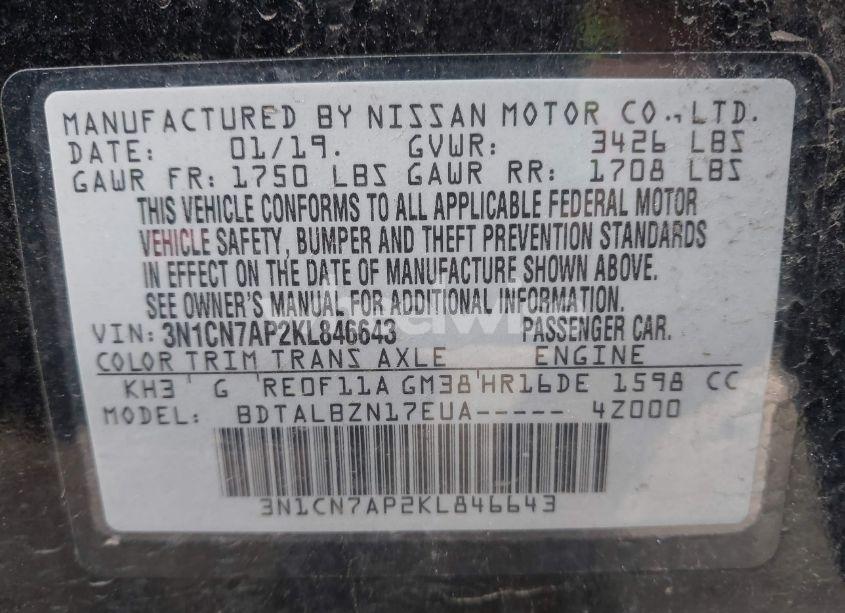 MANUFACTURED BY NISSAN MOTOR CO.,LTD.
DATE: 01/19. GVWR: 3426 LBS
GAWR FR: 1750 LBS GAWR RR: 1708 LBS
THIS VEHICLE CONFORMS TO ALL APPLICABLE FEDERAL MOTOR
VEHICLE SAFETY, BUMPER AND THEFT PREVENTION STANDARDS
IN EFFECT ON THE DATE OF MANUFACTURE SHOWN ABOVE.
SEE OWNER'S MANUAL FOR ADDITIONAL INFORMATION.
VIN: 3N1CN7AP2KL846643 PASSENGER CAR.
COLOR TRIM TRANS AXLE ENGINE
KH3 G RE0F11A GM38 HR16DE 1598 CC
MODEL: BDTALBZN17EUA----- 4Z000
3N1CN7AP2KL846643